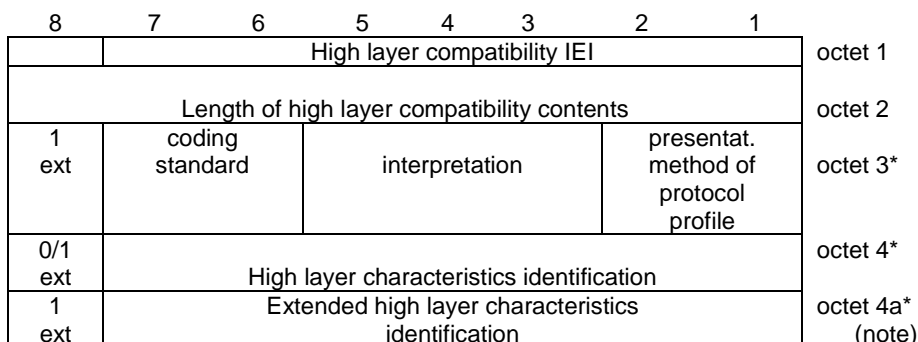 8 7 6 5 4 3 2 1
High layer compatibility IEI octet 1
Length of high layer compatibility contents octet 2
1 coding presentat.
ext standard interpretation method of octet 3*
protocol
profile
0/1 octet 4*
ext High layer characteristics identification
1 Extended high layer characteristics octet 4a*
ext identification (note)